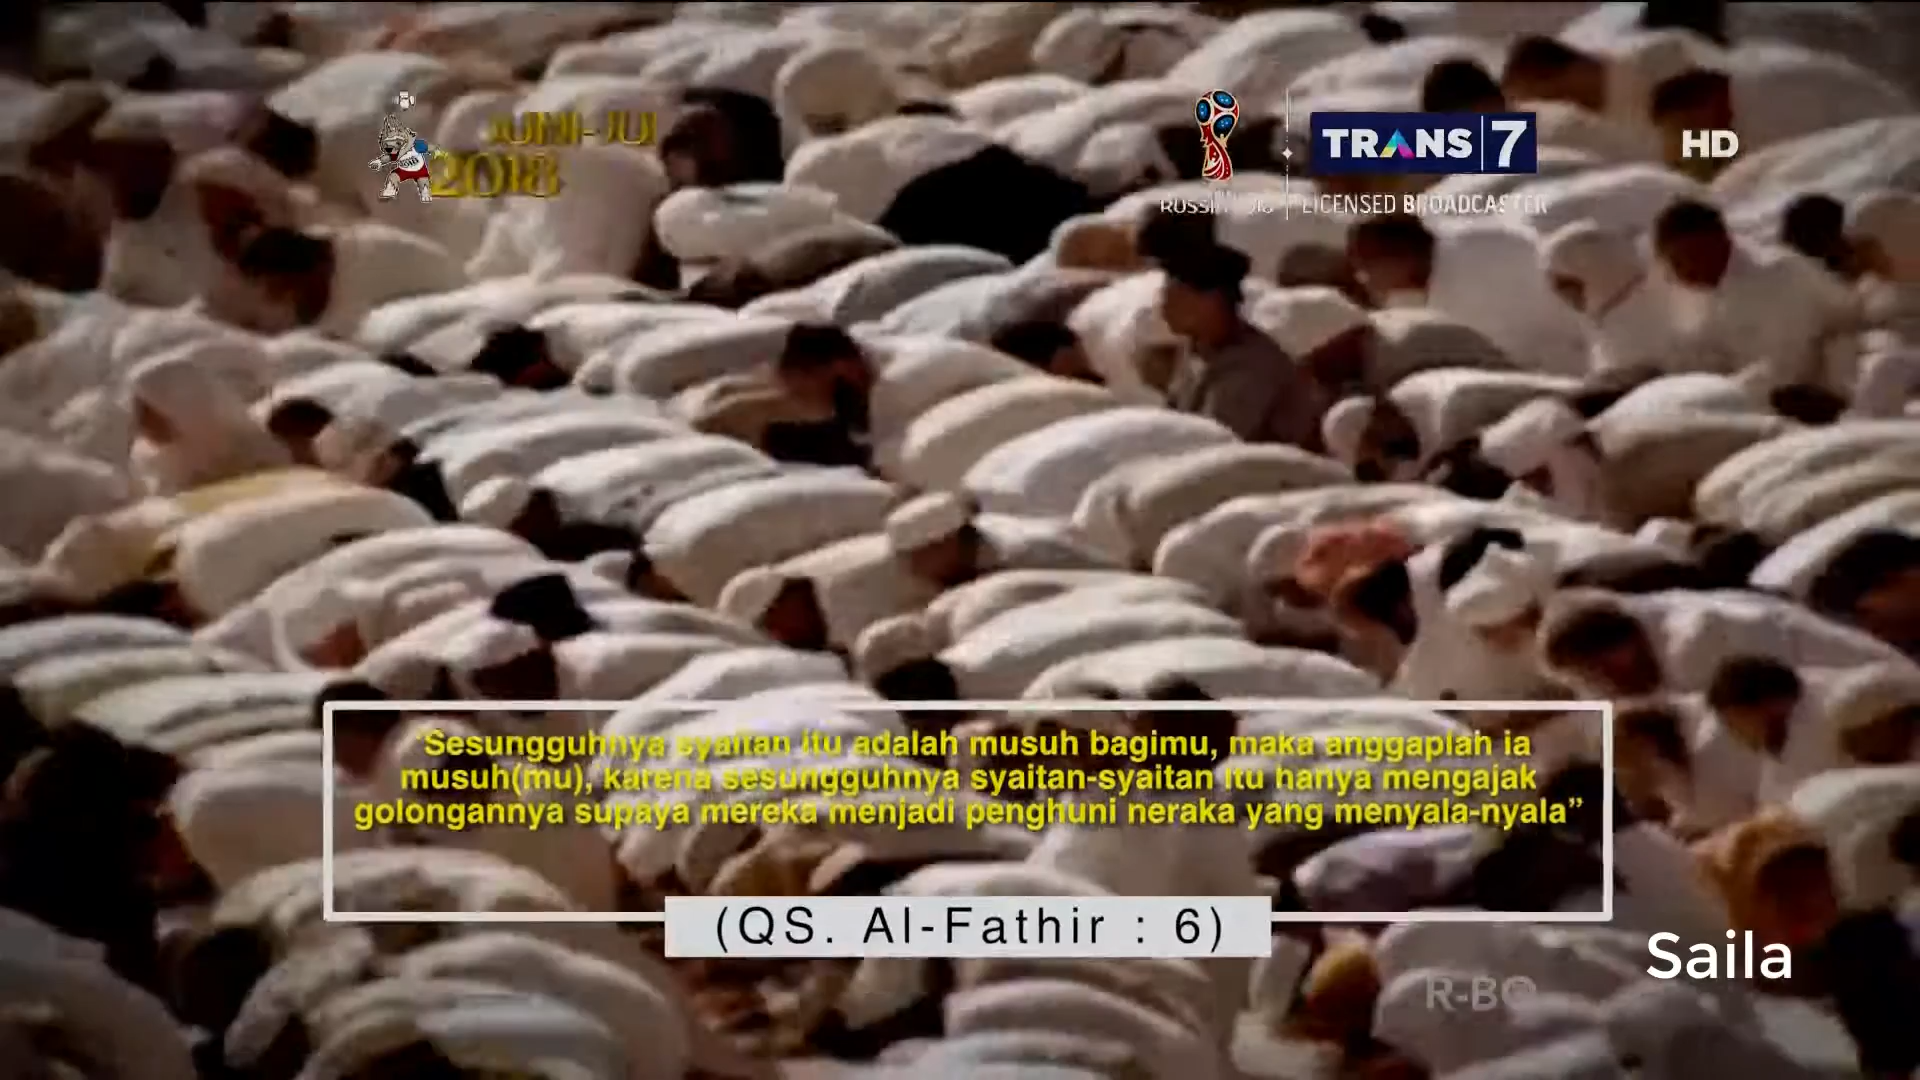 JUNI-JULI
2018
TRANS 7
HD
LICENSED BROADCASTER
"Sesungguhnya syaitan itu adalah musuh bagimu, maka anggaplah ia
musuh(mu), karena sesungguhnya syaitan-syaitan itu hanya mengajak
golongannya supaya mereka menjadi penghuni neraka yang menyala-nyala”
(QS. Al-Fathir : 6)
Saila
R-BO